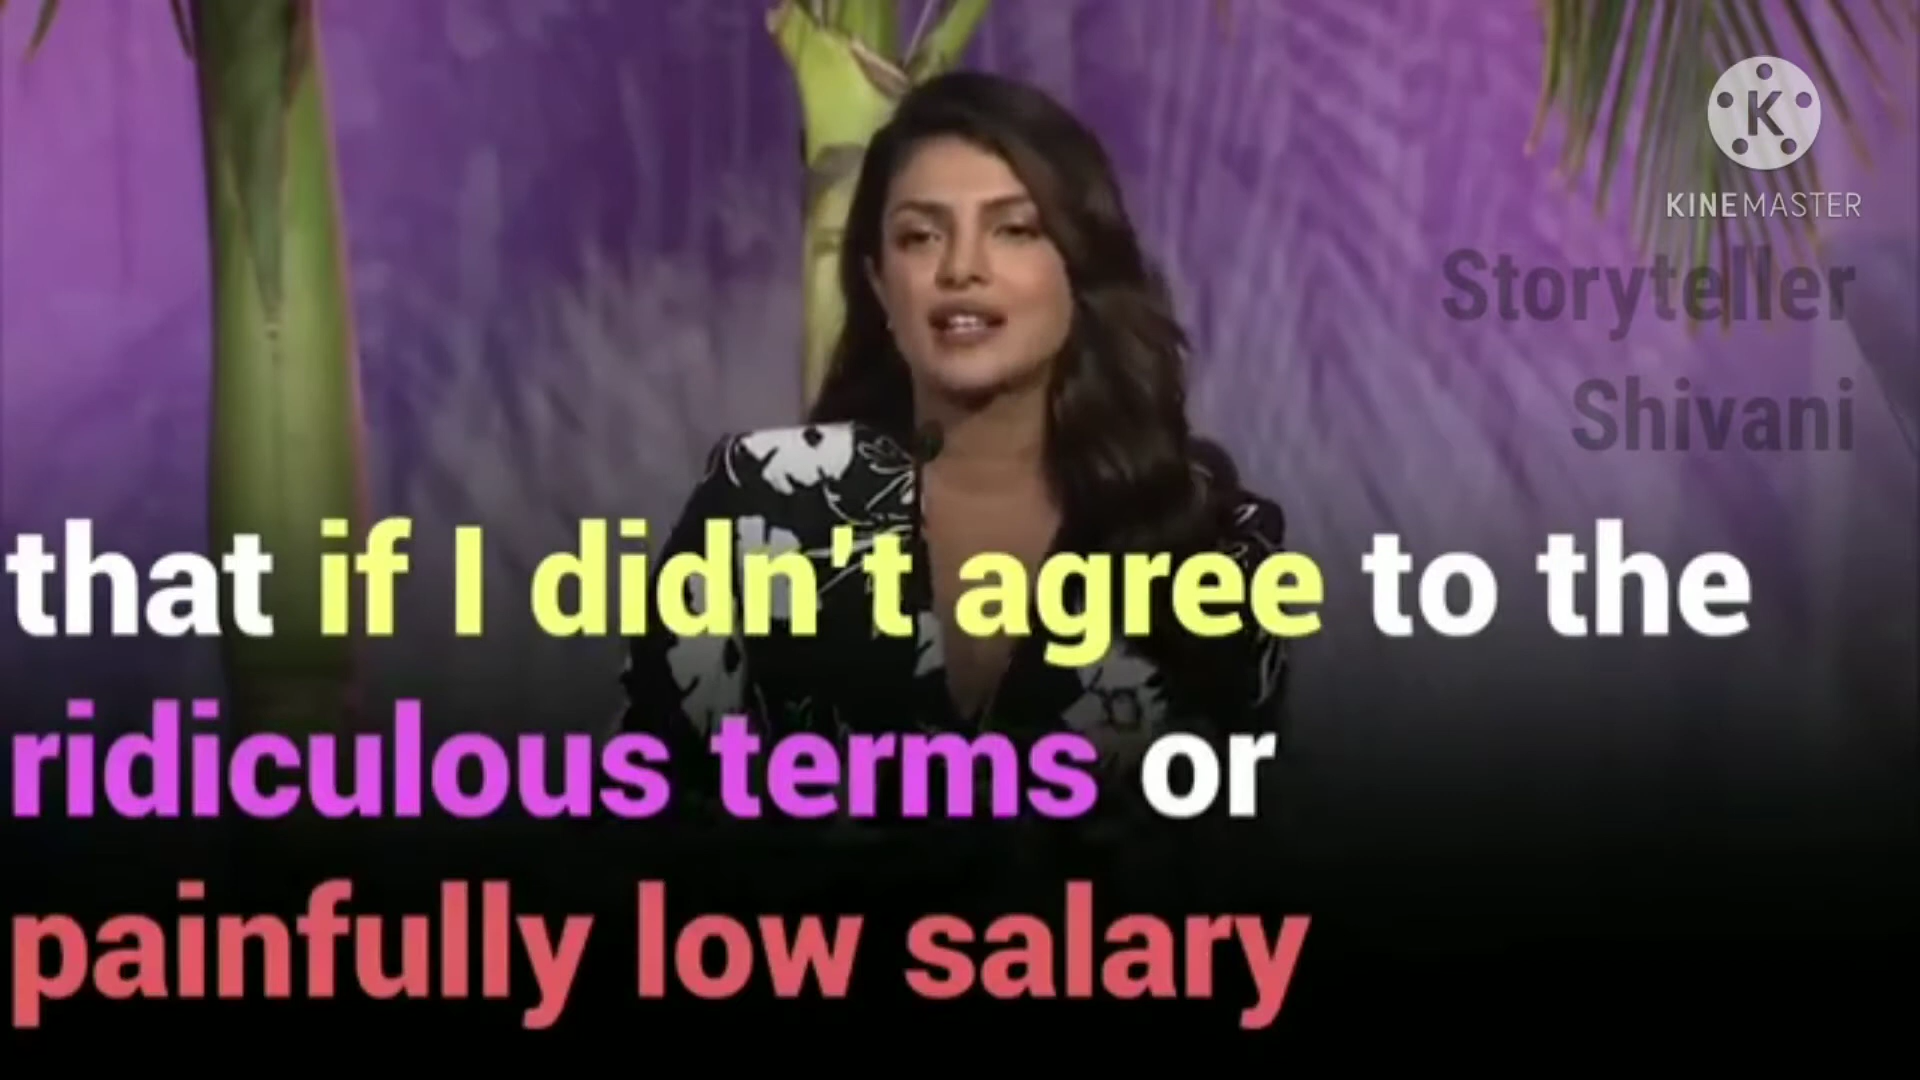 K
KINEMASTER
Storyteller
Shivani
that if I didn't agree to the
ridiculous terms or
painfully low salary